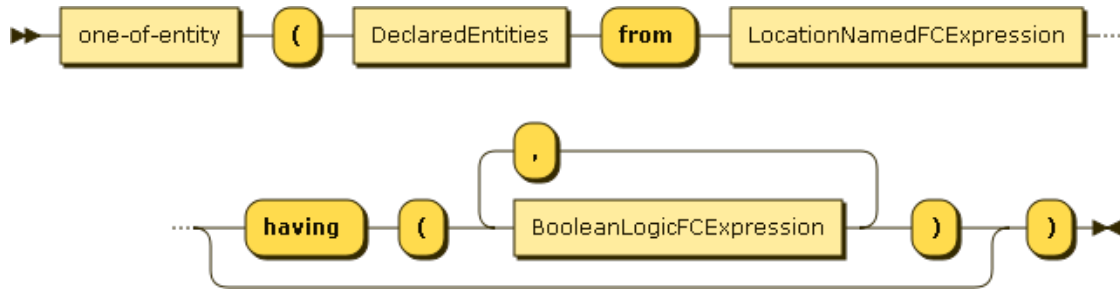 one-of-entity ( DeclaredEntities from LocationNamedFCExpression
,
having ( BooleanLogicFCExpression ) )